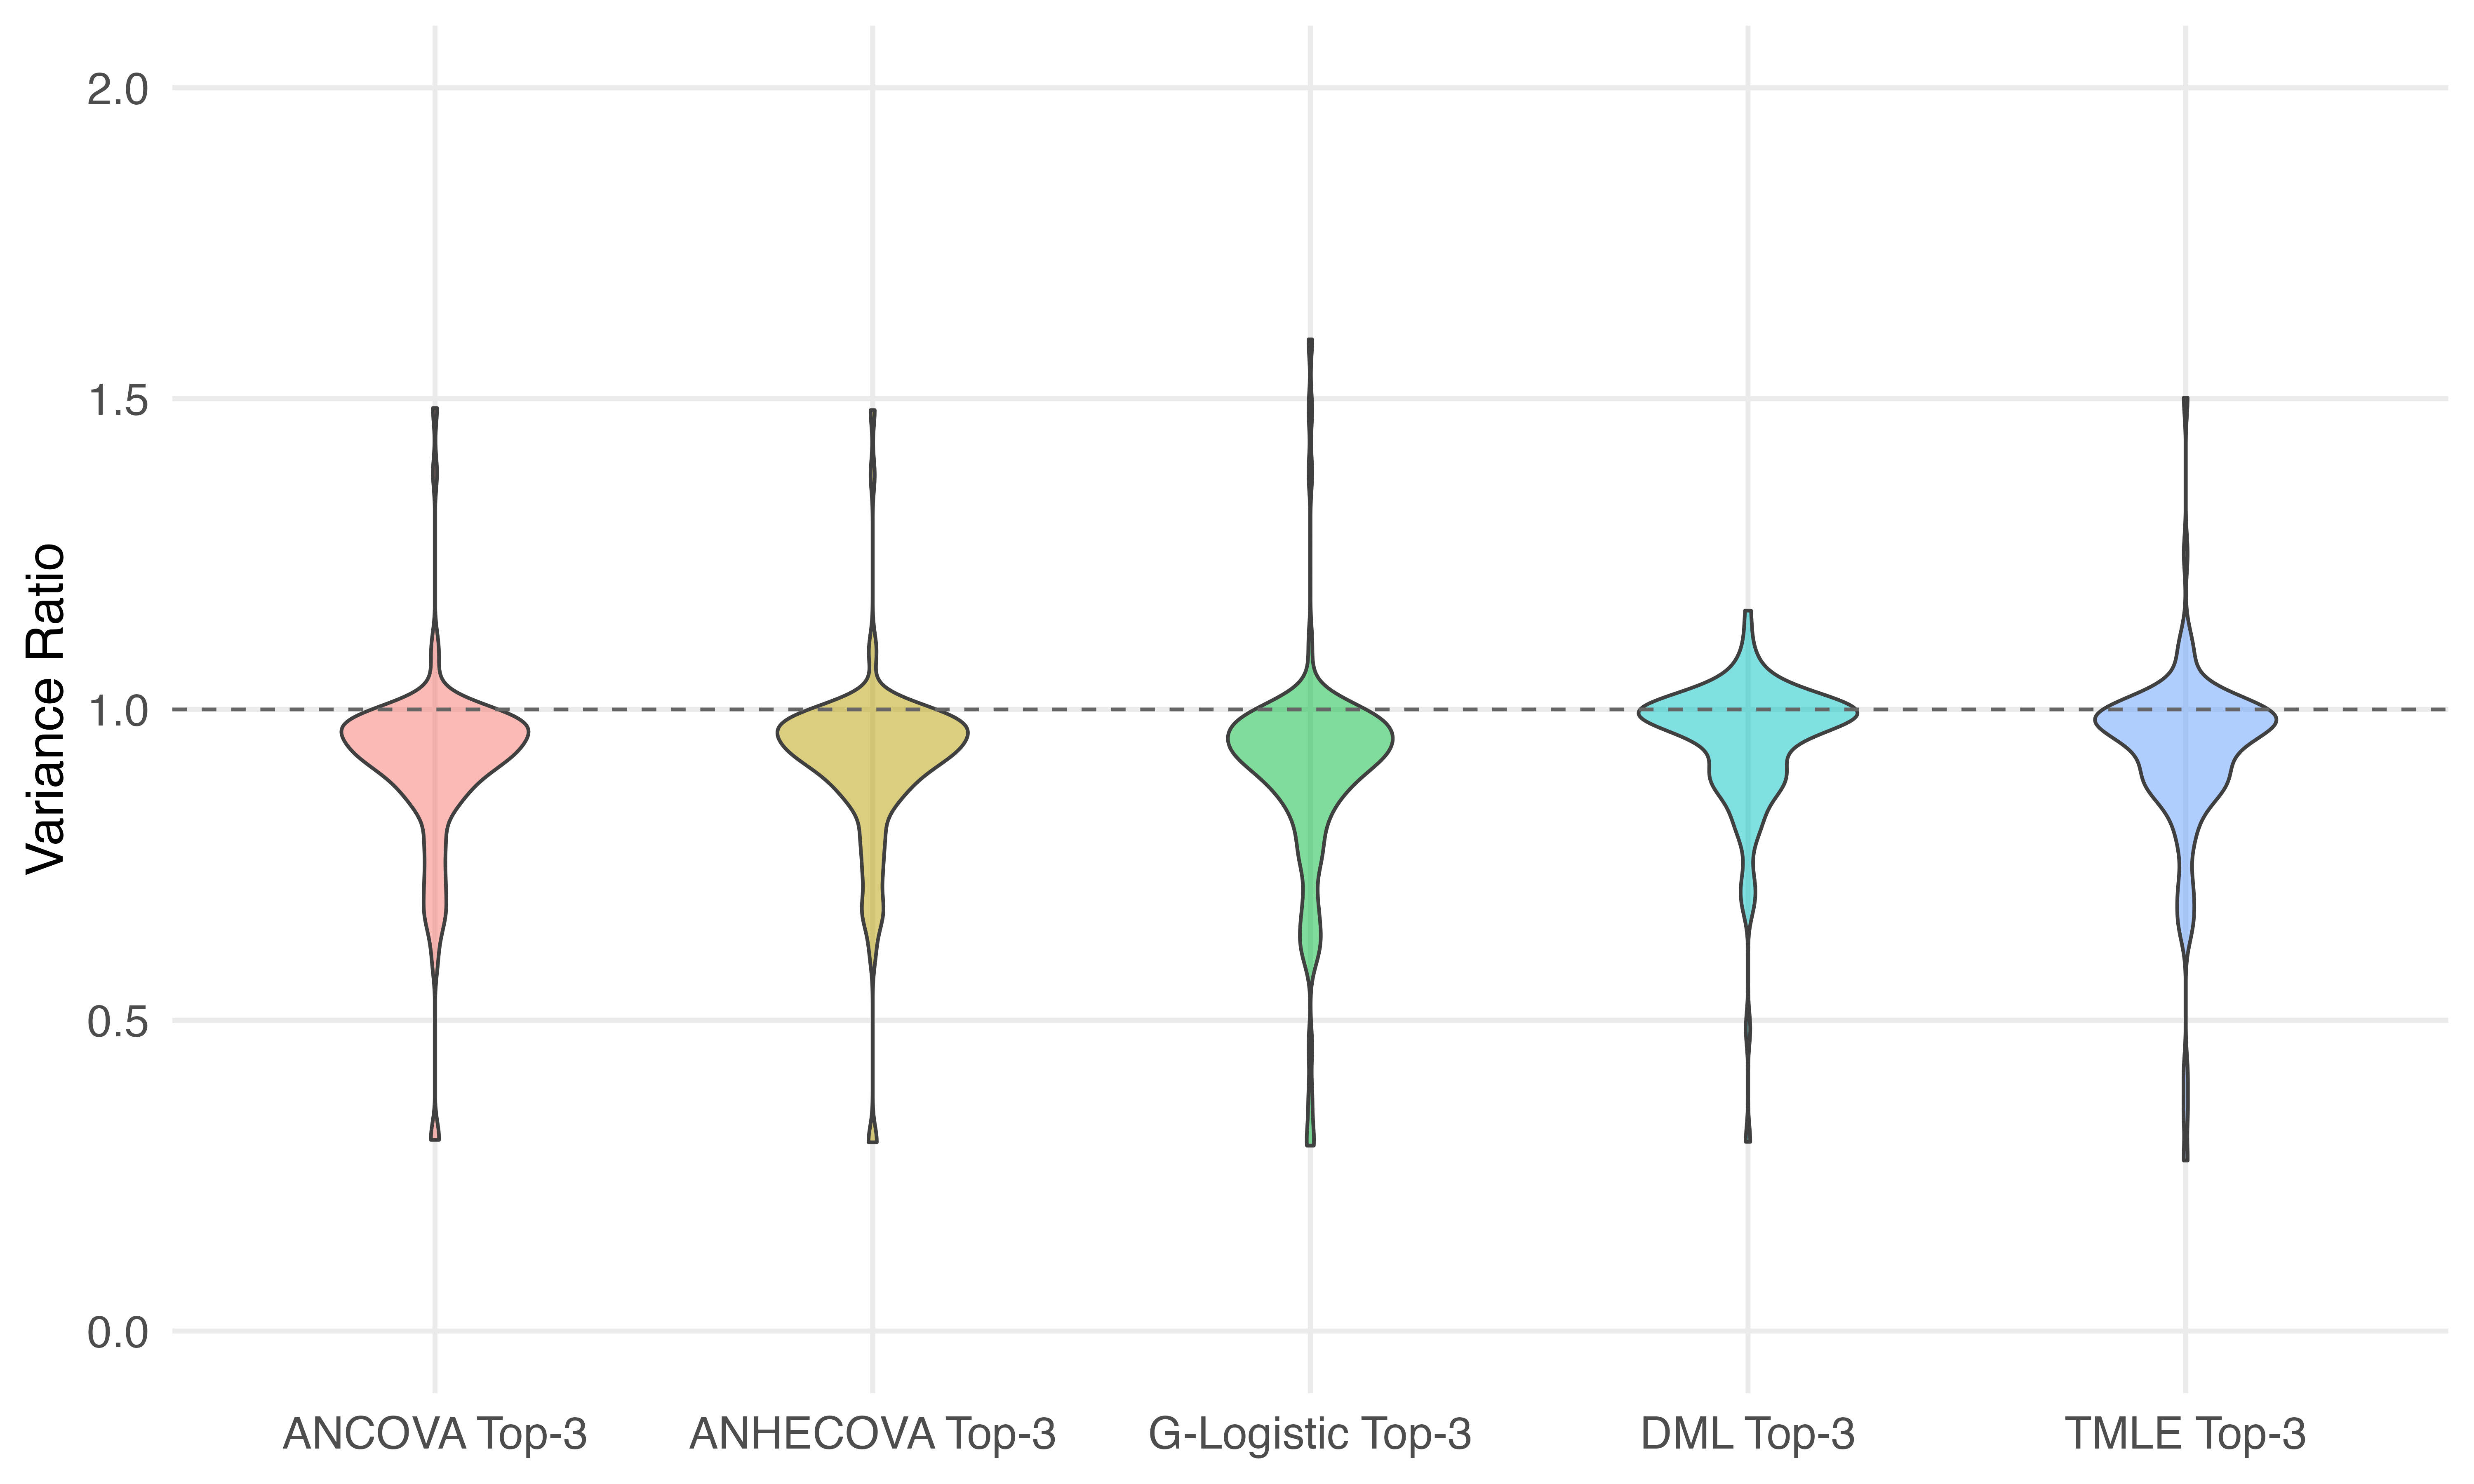 Variance Ratio
2.0
1.5
1.0
0.5
0.0
ANCOVA Top-3
ANHECOVA Top-3
G-Logistic Top-3
DML Top-3
TMLE Top-3